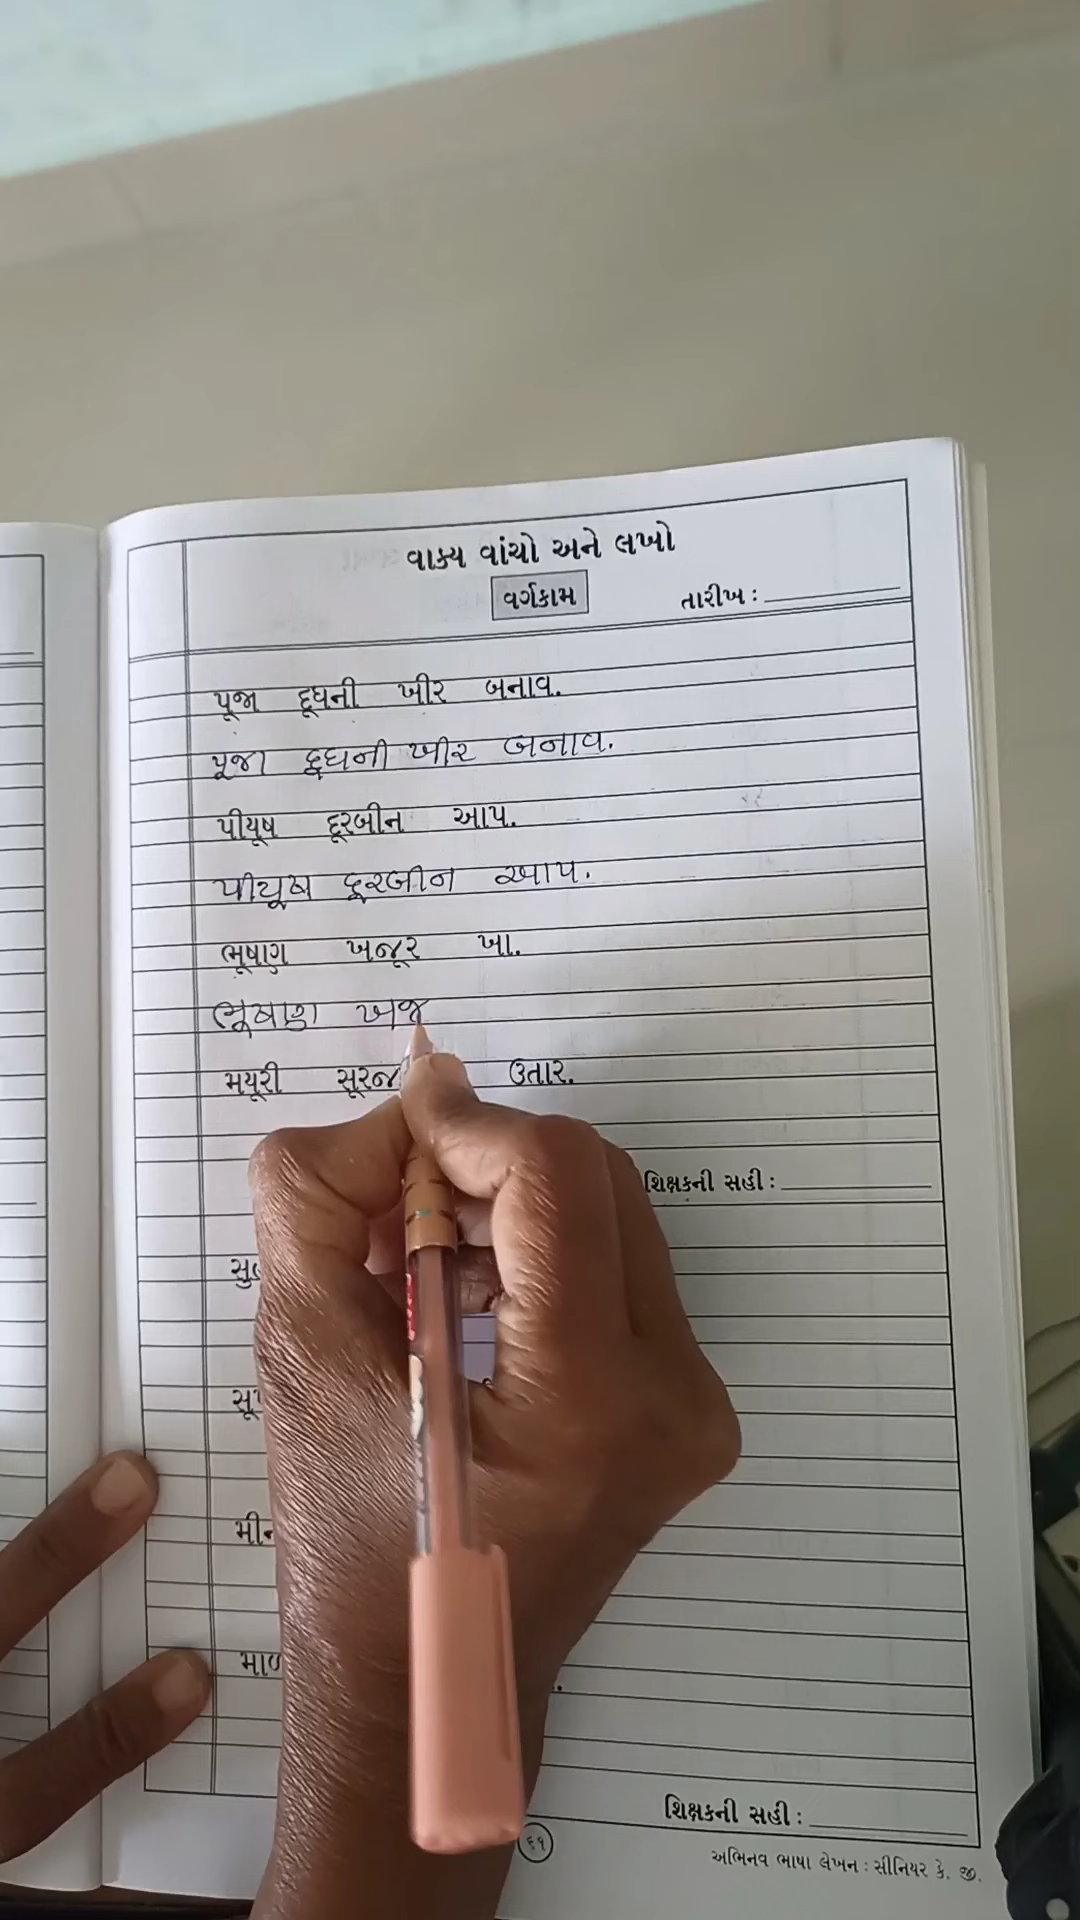 વાક્ય વાંચો અને લખો
વર્ગકામ
તારીખ :
પૂજા દૂધની ખીર બનાવ.
પૂજા દૂધની ખીર બનાવ.
પીયૂષ દૂરબીન આપ.
પીયૂષ દૂરબીન આપ.
ભૂષણ ખજૂર ખા.
ભૂષણ ખજ
મયૂરી સૂરજ ઉતાર.
શિક્ષકની સહી :
શિક્ષકની સહી :
૬૧
અભિનવ ભાષા લેખન : સીનિયર કે. જી.